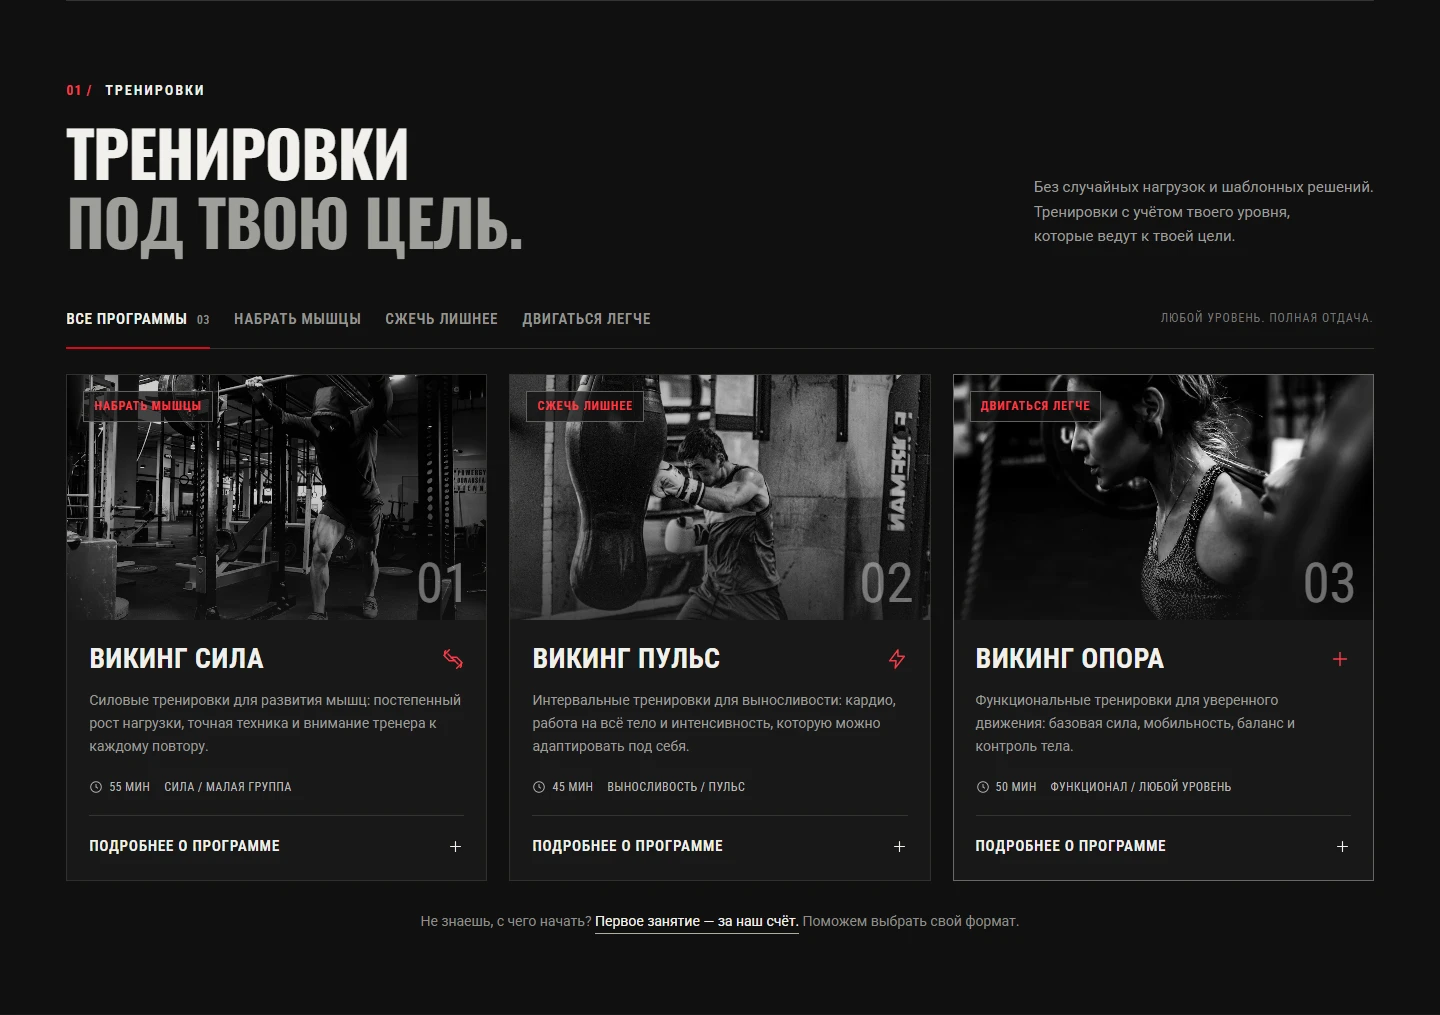 01 / ТРЕНИРОВКИ
ТРЕНИРОВКИ
ПОД ТВОЮ ЦЕЛЬ.
Без случайных нагрузок и шаблонных решений.
Тренировки с учётом твоего уровня,
которые ведут к твоей цели.
ВСЕ ПРОГРАММЫ 03 НАБРАТЬ МЫШЦЫ СЖЕЧЬ ЛИШНЕЕ ДВИГАТЬСЯ ЛЕГЧЕ
ЛЮБОЙ УРОВЕНЬ. ПОЛНАЯ ОТДАЧА.
НАБРАТЬ МЫШЦЫ
01
ВИКИНГ СИЛА
Силовые тренировки для развития мышц: постепенный
рост нагрузки, точная техника и внимание тренера к
каждому повтору.
55 МИН СИЛА / МАЛАЯ ГРУППА
ПОДРОБНЕЕ О ПРОГРАММЕ +
СЖЕЧЬ ЛИШНЕЕ
02
ВИКИНГ ПУЛЬС
Интервальные тренировки для выносливости: кардио,
работа на всё тело и интенсивность, которую можно
адаптировать под себя.
45 МИН ВЫНОСЛИВОСТЬ / ПУЛЬС
ПОДРОБНЕЕ О ПРОГРАММЕ +
ДВИГАТЬСЯ ЛЕГЧЕ
03
ВИКИНГ ОПОРА +
Функциональные тренировки для уверенного
движения: базовая сила, мобильность, баланс и
контроль тела.
50 МИН ФУНКЦИОНАЛ / ЛЮБОЙ УРОВЕНЬ
ПОДРОБНЕЕ О ПРОГРАММЕ +
Не знаешь, с чего начать? Первое занятие — за наш счёт. Поможем выбрать свой формат.